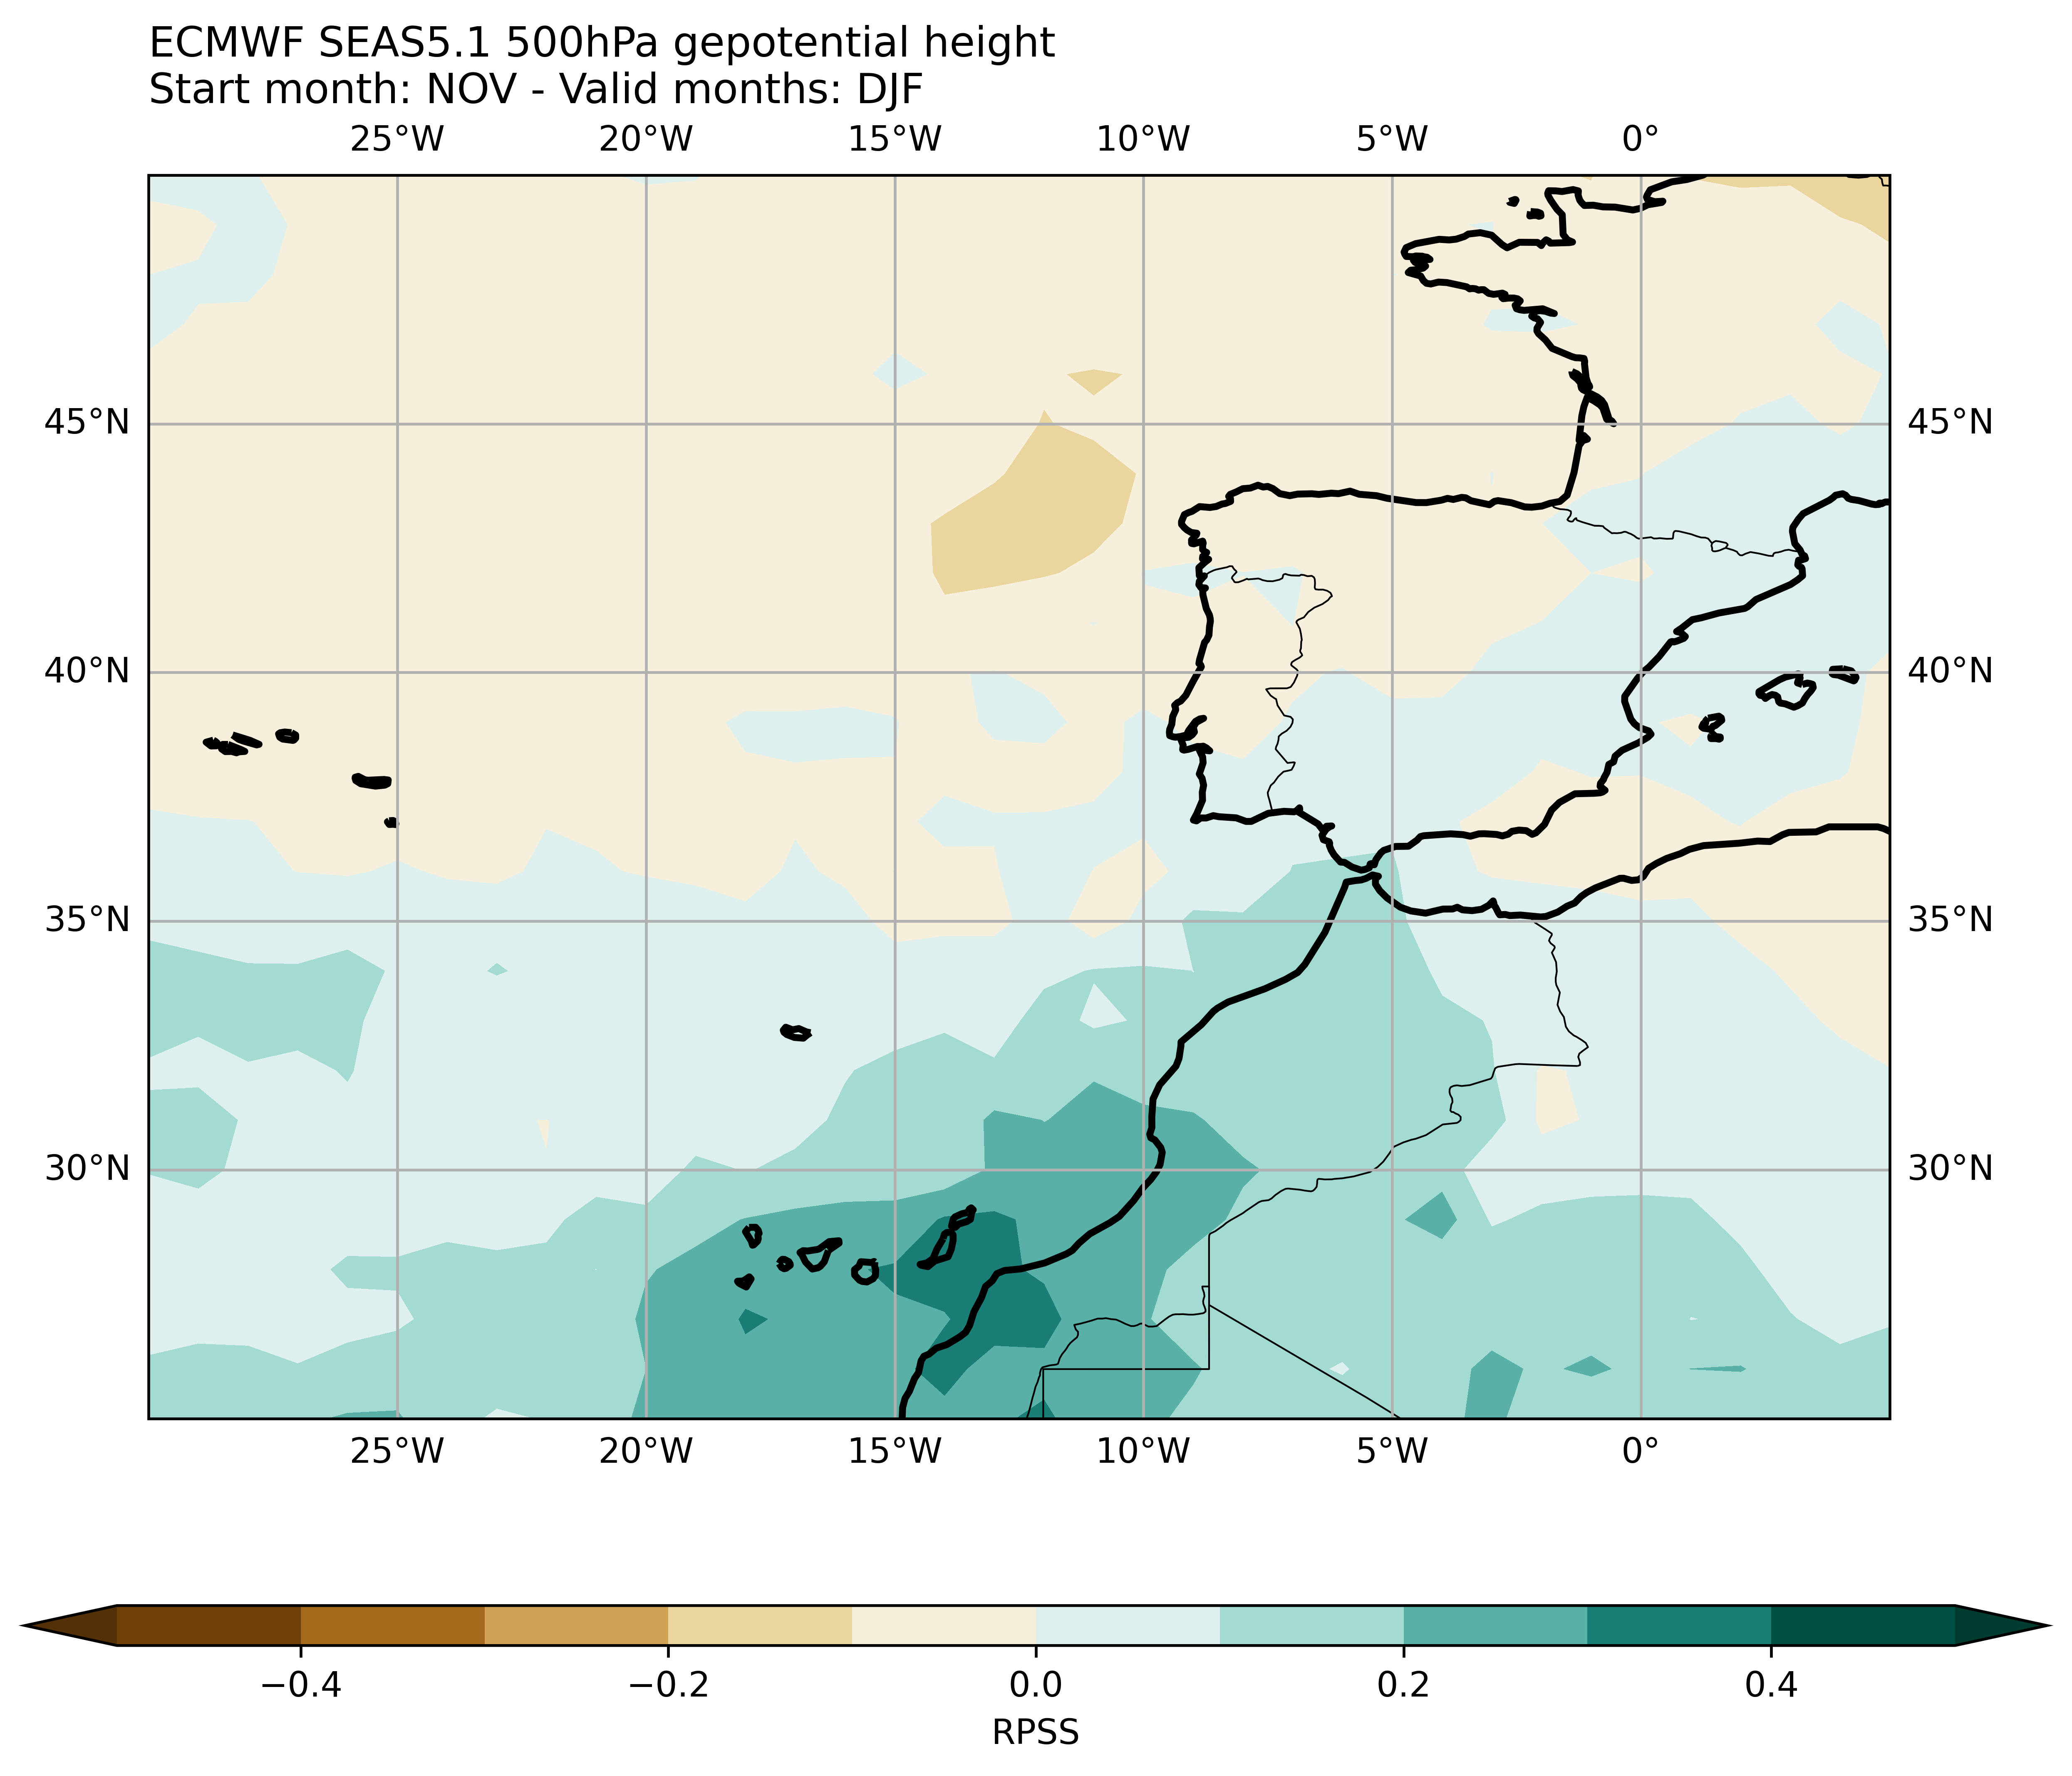 ECMWF SEAS5.1 500hPa gepotential height
Start month: NOV - Valid months: DJF
25°W 20°W 15°W 10°W 5°W 0°
45°N 45°N
40°N 40°N
35°N 35°N
30°N 30°N
25°W 20°W 15°W 10°W 5°W 0°
−0.4 −0.2 0.0 0.2 0.4
RPSS